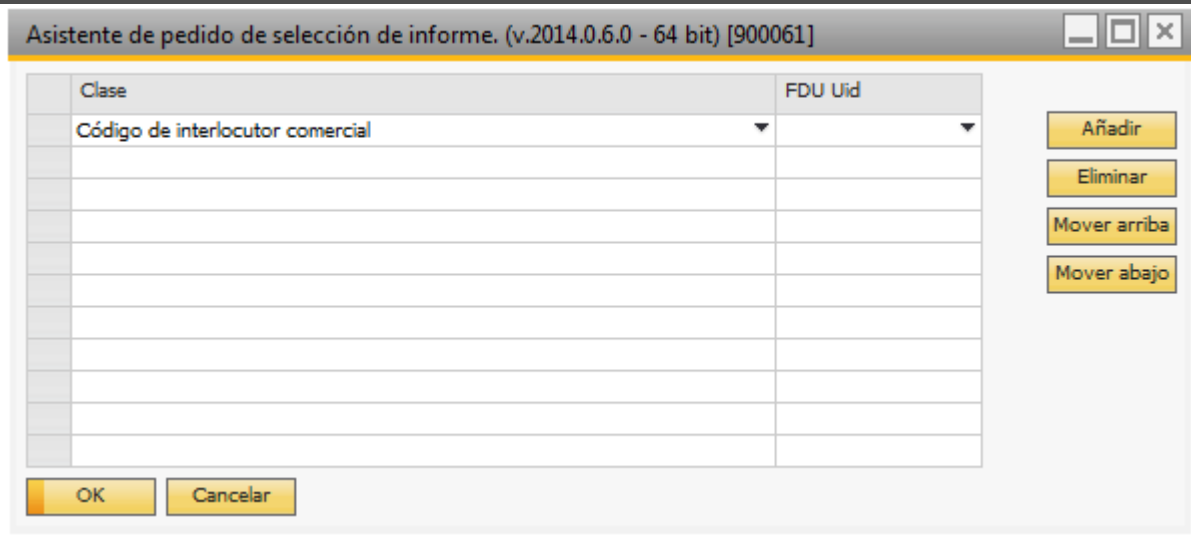 Asistente de pedido de selección de informe. (v.2014.0.6.0 - 64 bit) [900061]
Clase FDU Uid
Código de interlocutor comercial
Añadir
Eliminar
Mover arriba
Mover abajo
OK Cancelar